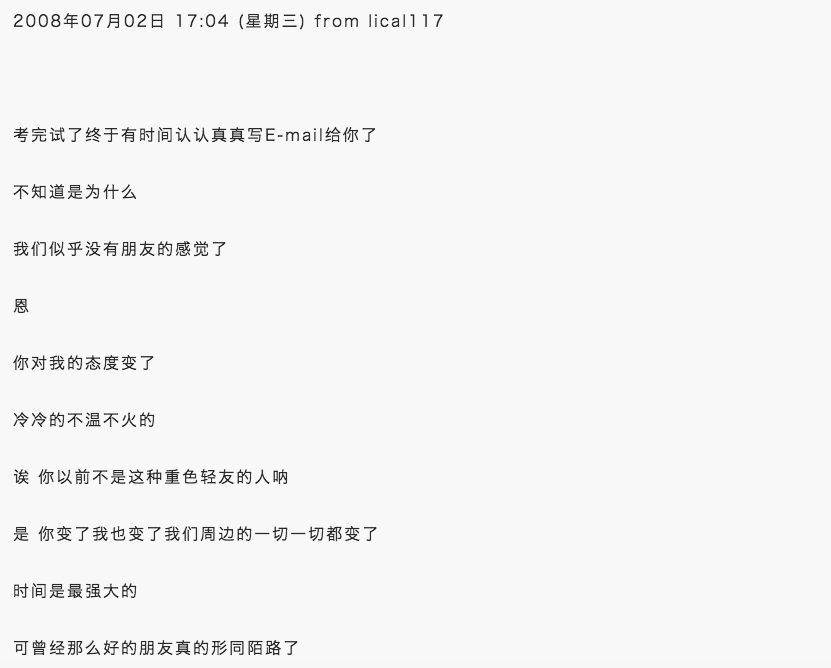 2008年07月02日 17:04 (星期三) from lical117
考完试了终于有时间认认真真写E-mail给你了
不知道是为什么
我们似乎没有朋友的感觉了
恩
你对我的态度变了
冷冷的不温不火的
诶 你以前不是这种重色轻友的人呐
是 你变了我也变了我们周边的一切一切都变了
时间是最强大的
可曾经那么好的朋友真的形同陌路了